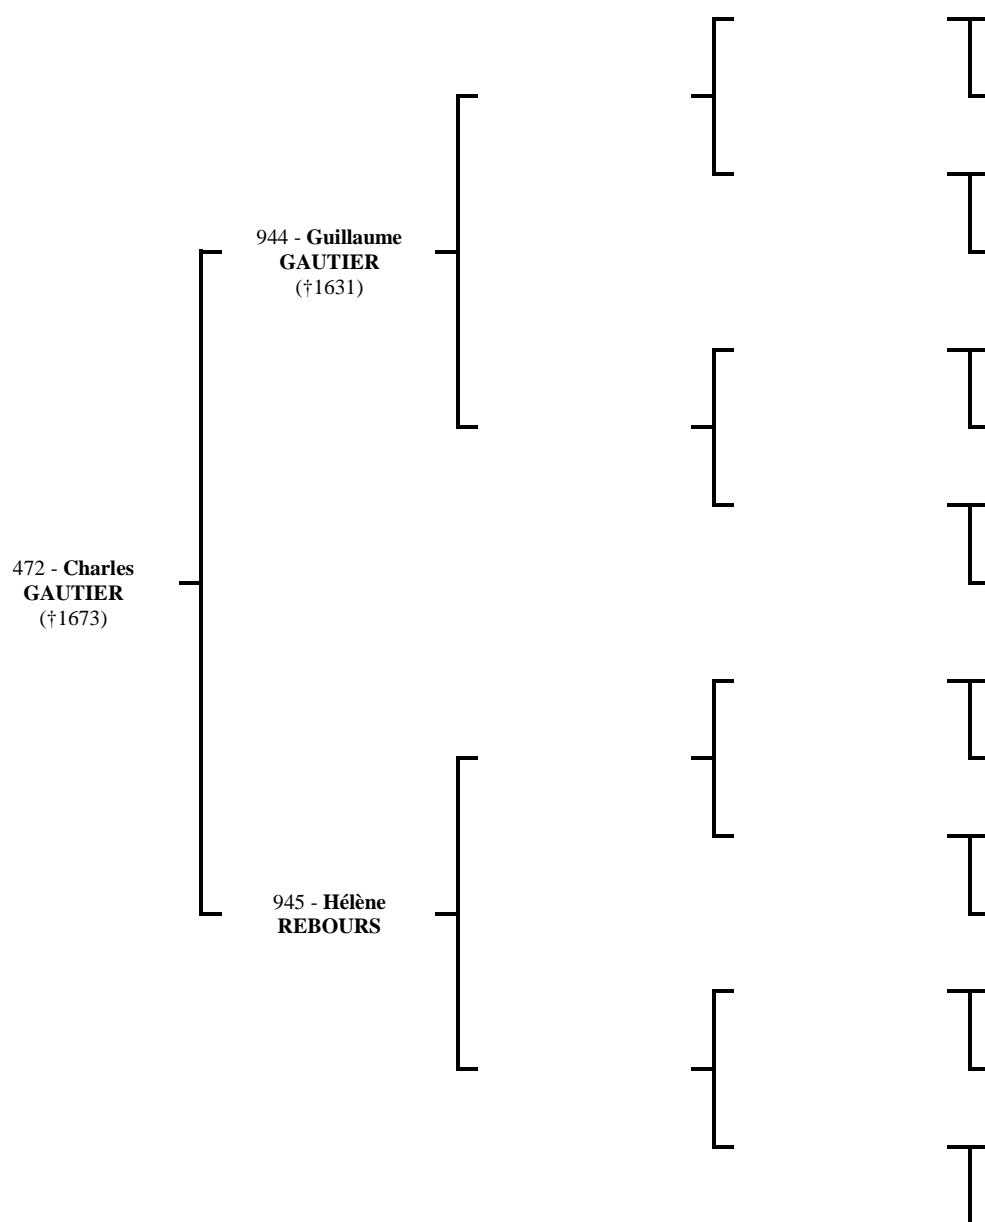 944 - Guillaume
GAUTIER
(†1631)
472 - Charles
GAUTIER
(†1673)
945 - Hélène
REBOURS